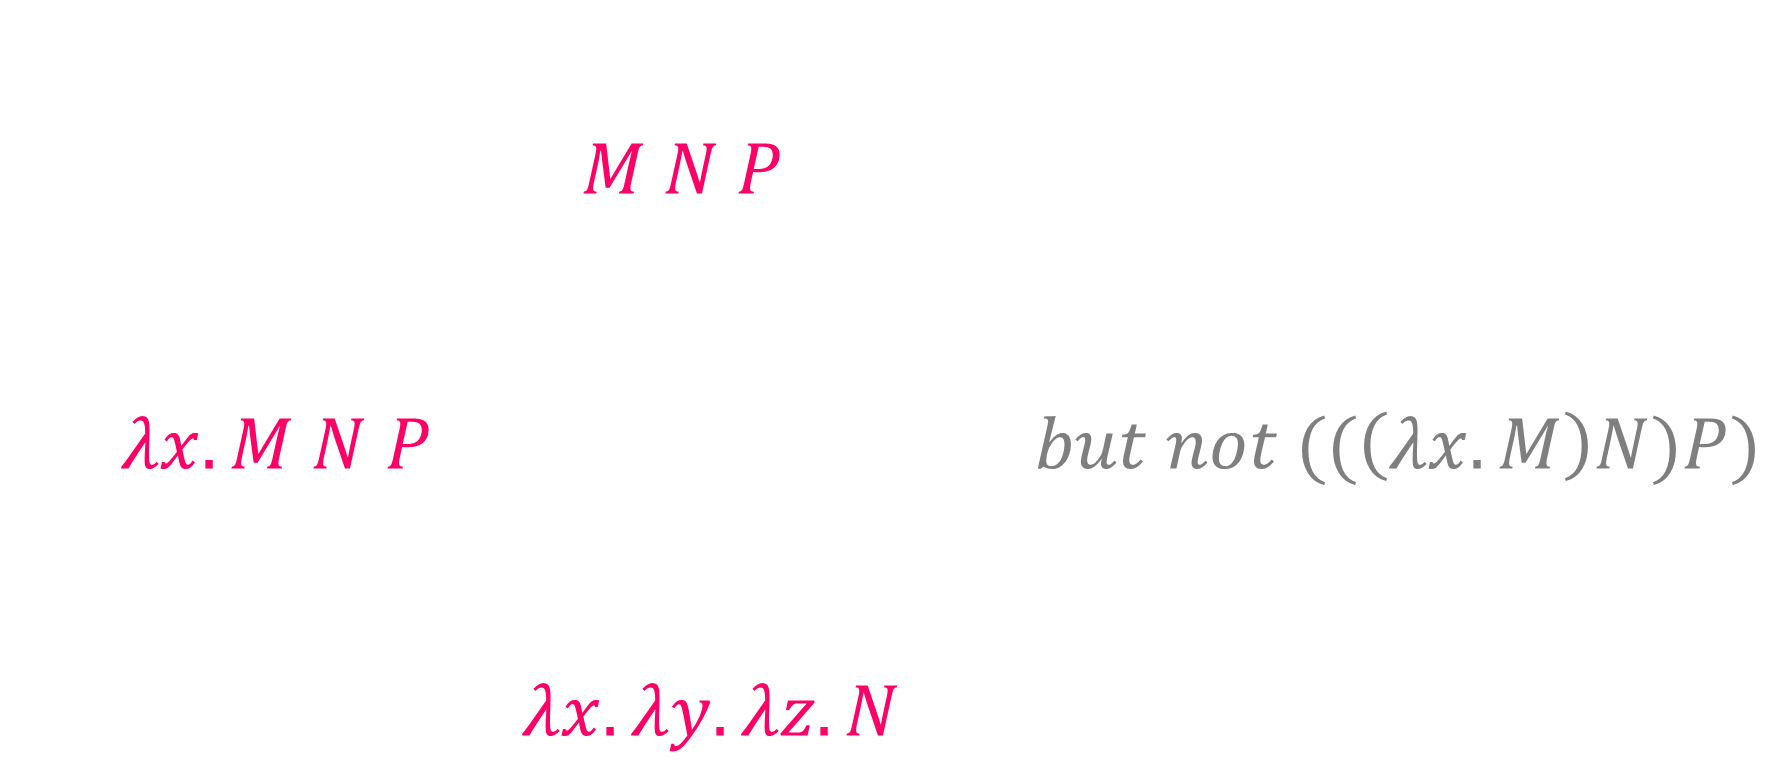 M N P
λx. M N P but not (((λx. M)N)P)
λx. λy. λz. N